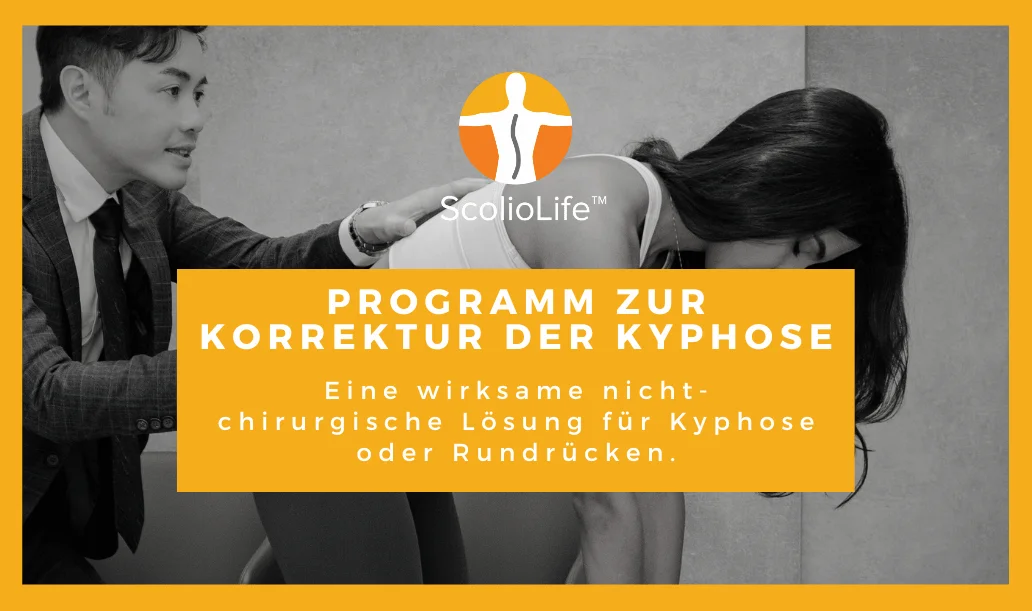 ScolioLife™
PROGRAMM ZUR
KORREKTUR DER KYPHOSE
Eine wirksame nicht-
chirurgische Lösung für Kyphose
oder Rundrücken.